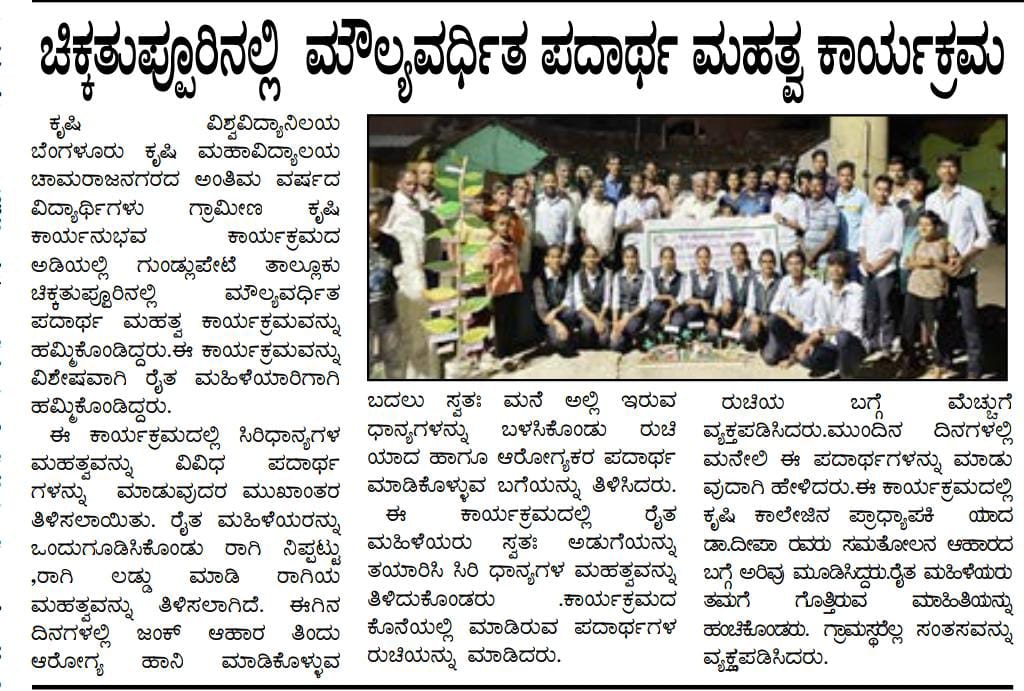 ಚಿಕ್ಕತುಪ್ಪೂರಿನಲ್ಲಿ ಮೌಲ್ಯವರ್ಧಿತ ಪದಾರ್ಥ ಮಹತ್ವ ಕಾರ್ಯಕ್ರಮ
ಕೃಷಿ ವಿಶ್ವವಿದ್ಯಾನಿಲಯ
ಬೆಂಗಳೂರು ಕೃಷಿ ಮಹಾವಿದ್ಯಾಲಯ
ಚಾಮರಾಜನಗರದ ಅಂತಿಮ ವರ್ಷದ
ವಿದ್ಯಾರ್ಥಿಗಳು ಗ್ರಾಮೀಣ ಕೃಷಿ
ಕಾರ್ಯನುಭವ ಕಾರ್ಯಕ್ರಮದ
ಅಡಿಯಲ್ಲಿ ಗುಂಡ್ಲುಪೇಟೆ ತಾಲ್ಲೂಕು
ಚಿಕ್ಕತುಪ್ಪೂರಿನಲ್ಲಿ ಮೌಲ್ಯವರ್ಧಿತ
ಪದಾರ್ಥ ಮಹತ್ವ ಕಾರ್ಯಕ್ರಮವನ್ನು
ಹಮ್ಮಿಕೊಂಡಿದ್ದರು.ಈ ಕಾರ್ಯಕ್ರಮವನ್ನು
ವಿಶೇಷವಾಗಿ ರೈತ ಮಹಿಳೆಯಾರಿಗಾಗಿ
ಹಮ್ಮಿಕೊಂಡಿದ್ದರು.
ಈ ಕಾರ್ಯಕ್ರಮದಲ್ಲಿ ಸಿರಿಧಾನ್ಯಗಳ
ಮಹತ್ವವನ್ನು ವಿವಿಧ ಪದಾರ್ಥ
ಗಳನ್ನು ಮಾಡುವುದರ ಮುಖಾಂತರ
ತಿಳಿಸಲಾಯಿತು. ರೈತ ಮಹಿಳೆಯರನ್ನು
ಒಂದುಗೂಡಿಸಿಕೊಂಡು ರಾಗಿ ನಿಪ್ಪಟ್ಟು
,ರಾಗಿ ಲಡ್ಡು ಮಾಡಿ ರಾಗಿಯ
ಮಹತ್ವವನ್ನು ತಿಳಿಸಲಾಗಿದೆ. ಈಗಿನ
ದಿನಗಳಲ್ಲಿ ಜಂಕ್ ಆಹಾರ ತಿಂದು
ಆರೋಗ್ಯ ಹಾನಿ ಮಾಡಿಕೊಳ್ಳುವ
ಬದಲು ಸ್ವತಃ ಮನೆ ಅಲ್ಲಿ ಇರುವ
ಧಾನ್ಯಗಳನ್ನು ಬಳಸಿಕೊಂಡು ರುಚಿ
ಯಾದ ಹಾಗೂ ಆರೋಗ್ಯಕರ ಪದಾರ್ಥ
ಮಾಡಿಕೊಳ್ಳುವ ಬಗೆಯನ್ನು ತಿಳಿಸಿದರು.
ಈ ಕಾರ್ಯಕ್ರಮದಲ್ಲಿ ರೈತ
ಮಹಿಳೆಯರು ಸ್ವತಃ ಅಡುಗೆಯನ್ನು
ತಯಾರಿಸಿ ಸಿರಿ ಧಾನ್ಯಗಳ ಮಹತ್ವವನ್ನು
ತಿಳಿದುಕೊಂಡರು .ಕಾರ್ಯಕ್ರಮದ
ಕೊನೆಯಲ್ಲಿ ಮಾಡಿರುವ ಪದಾರ್ಥಗಳ
ರುಚಿಯನ್ನು ಮಾಡಿದರು.
ರುಚಿಯ ಬಗ್ಗೆ ಮೆಚ್ಚುಗೆ
ವ್ಯಕ್ತಪಡಿಸಿದರು.ಮುಂದಿನ ದಿನಗಳಲ್ಲಿ
ಮನೇಲಿ ಈ ಪದಾರ್ಥಗಳನ್ನು ಮಾಡು
ವುದಾಗಿ ಹೇಳಿದರು.ಈ ಕಾರ್ಯಕ್ರಮದಲ್ಲಿ
ಕೃಷಿ ಕಾಲೇಜಿನ ಪ್ರಾಧ್ಯಾಪಕಿ ಯಾದ
ಡಾ.ದೀಪಾ ರವರು ಸಮತೋಲನ ಆಹಾರದ
ಬಗ್ಗೆ ಅರಿವು ಮೂಡಿಸಿದ್ದರು.ರೈತ ಮಹಿಳೆಯರು
ತಮಗೆ ಗೊತ್ತಿರುವ ಮಾಹಿತಿಯನ್ನು
ಹಂಚಿಕೊಂಡರು. ಗ್ರಾಮಸ್ಥರೆಲ್ಲ ಸಂತಸವನ್ನು
ವ್ಯಕ್ತಪಡಿಸಿದರು.